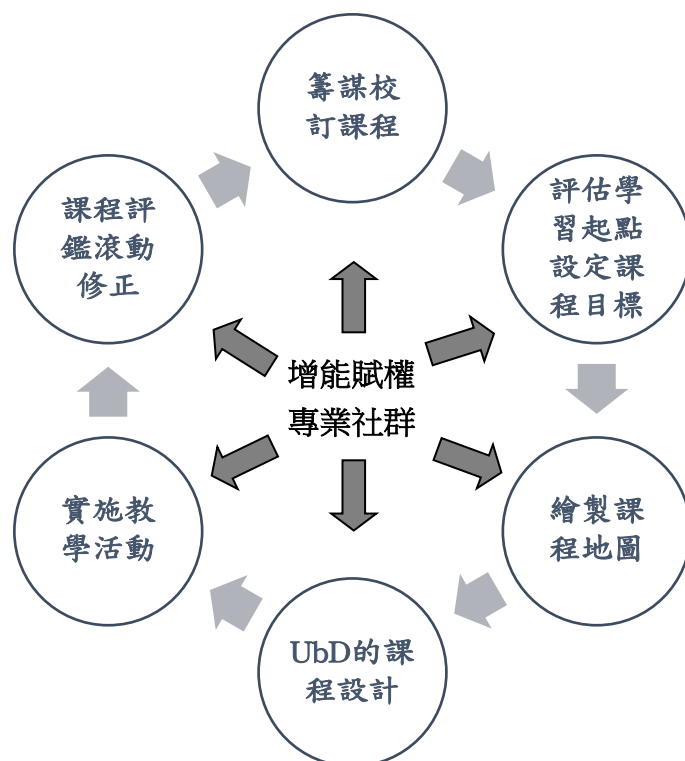 籌謀校
訂課程
評估學
習起點
設定課
程目標
繪製課
程地圖
UbD的課
程設計
實施教
學活動
課程評
鑑滾動
修正
增能賦權
專業社群